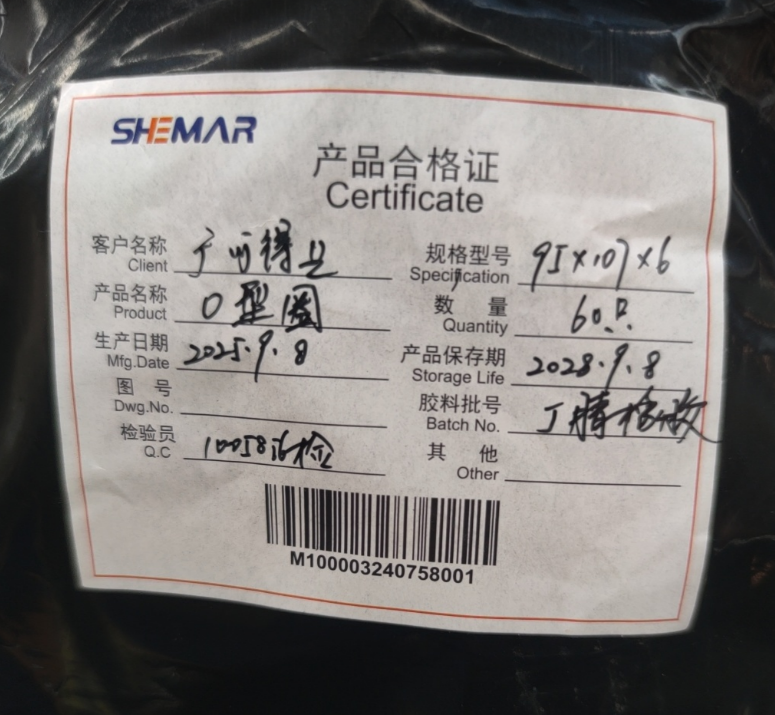 SHEMAR
产品合格证
Certificate
客户名称
Client
规格型号 95×107×6
Specification
产品名称 O型圈
Product
数量 60只
Quantity
生产日期 2025.9.8
Mfg.Date
产品保存期 2028.9.8
Storage Life
图号
Dwg.No.
胶料批号 丁腈
Batch No.
检验员 10058
Q.C
其他
Other
M100003240758001